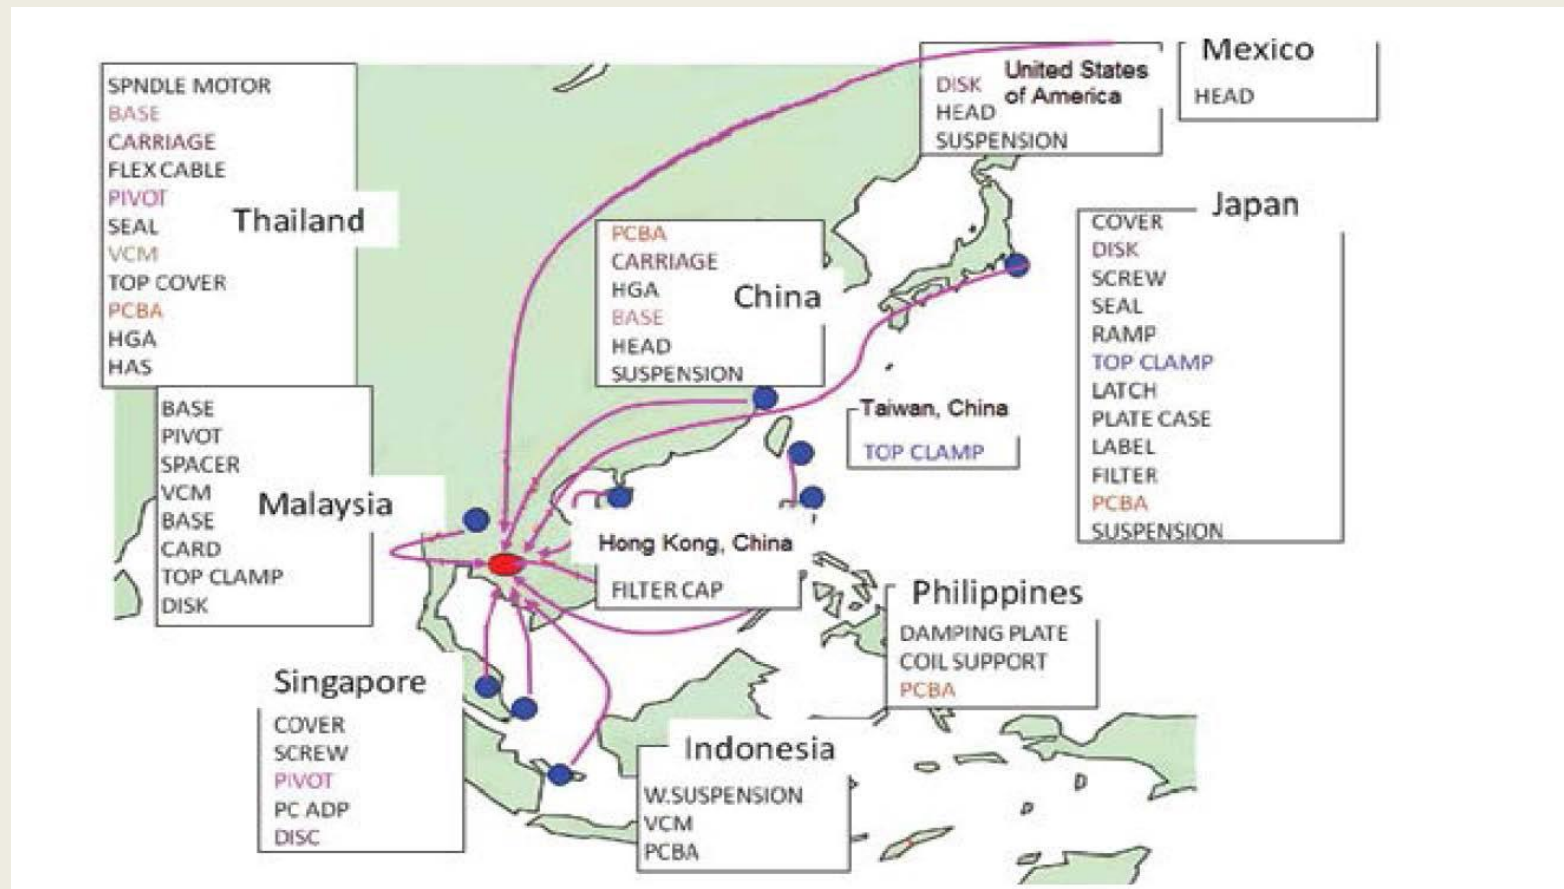 SPNDLE MOTOR
BASE
CARRIAGE
FLEX CABLE
PIVOT
SEAL
VCM
TOP COVER
PCBA
HGA
HAS
Thailand
BASE
PIVOT
SPACER
VCM
BASE
CARD
TOP CLAMP
DISK
Malaysia
Singapore
COVER
SCREW
PIVOT
PC ADP
DISC
PCBA
CARRIAGE
HGA
BASE
HEAD
SUSPENSION
China
United States
of America
DISK
HEAD
SUSPENSION
Mexico
HEAD
Japan
COVER
DISK
SCREW
SEAL
RAMP
TOP CLAMP
LATCH
PLATE CASE
LABEL
FILTER
PCBA
SUSPENSION
Taiwan, China
TOP CLAMP
Hong Kong, China
FILTER CAP
Philippines
DAMPING PLATE
COIL SUPPORT
PCBA
Indonesia
W.SUSPENSION
VCM
PCBA